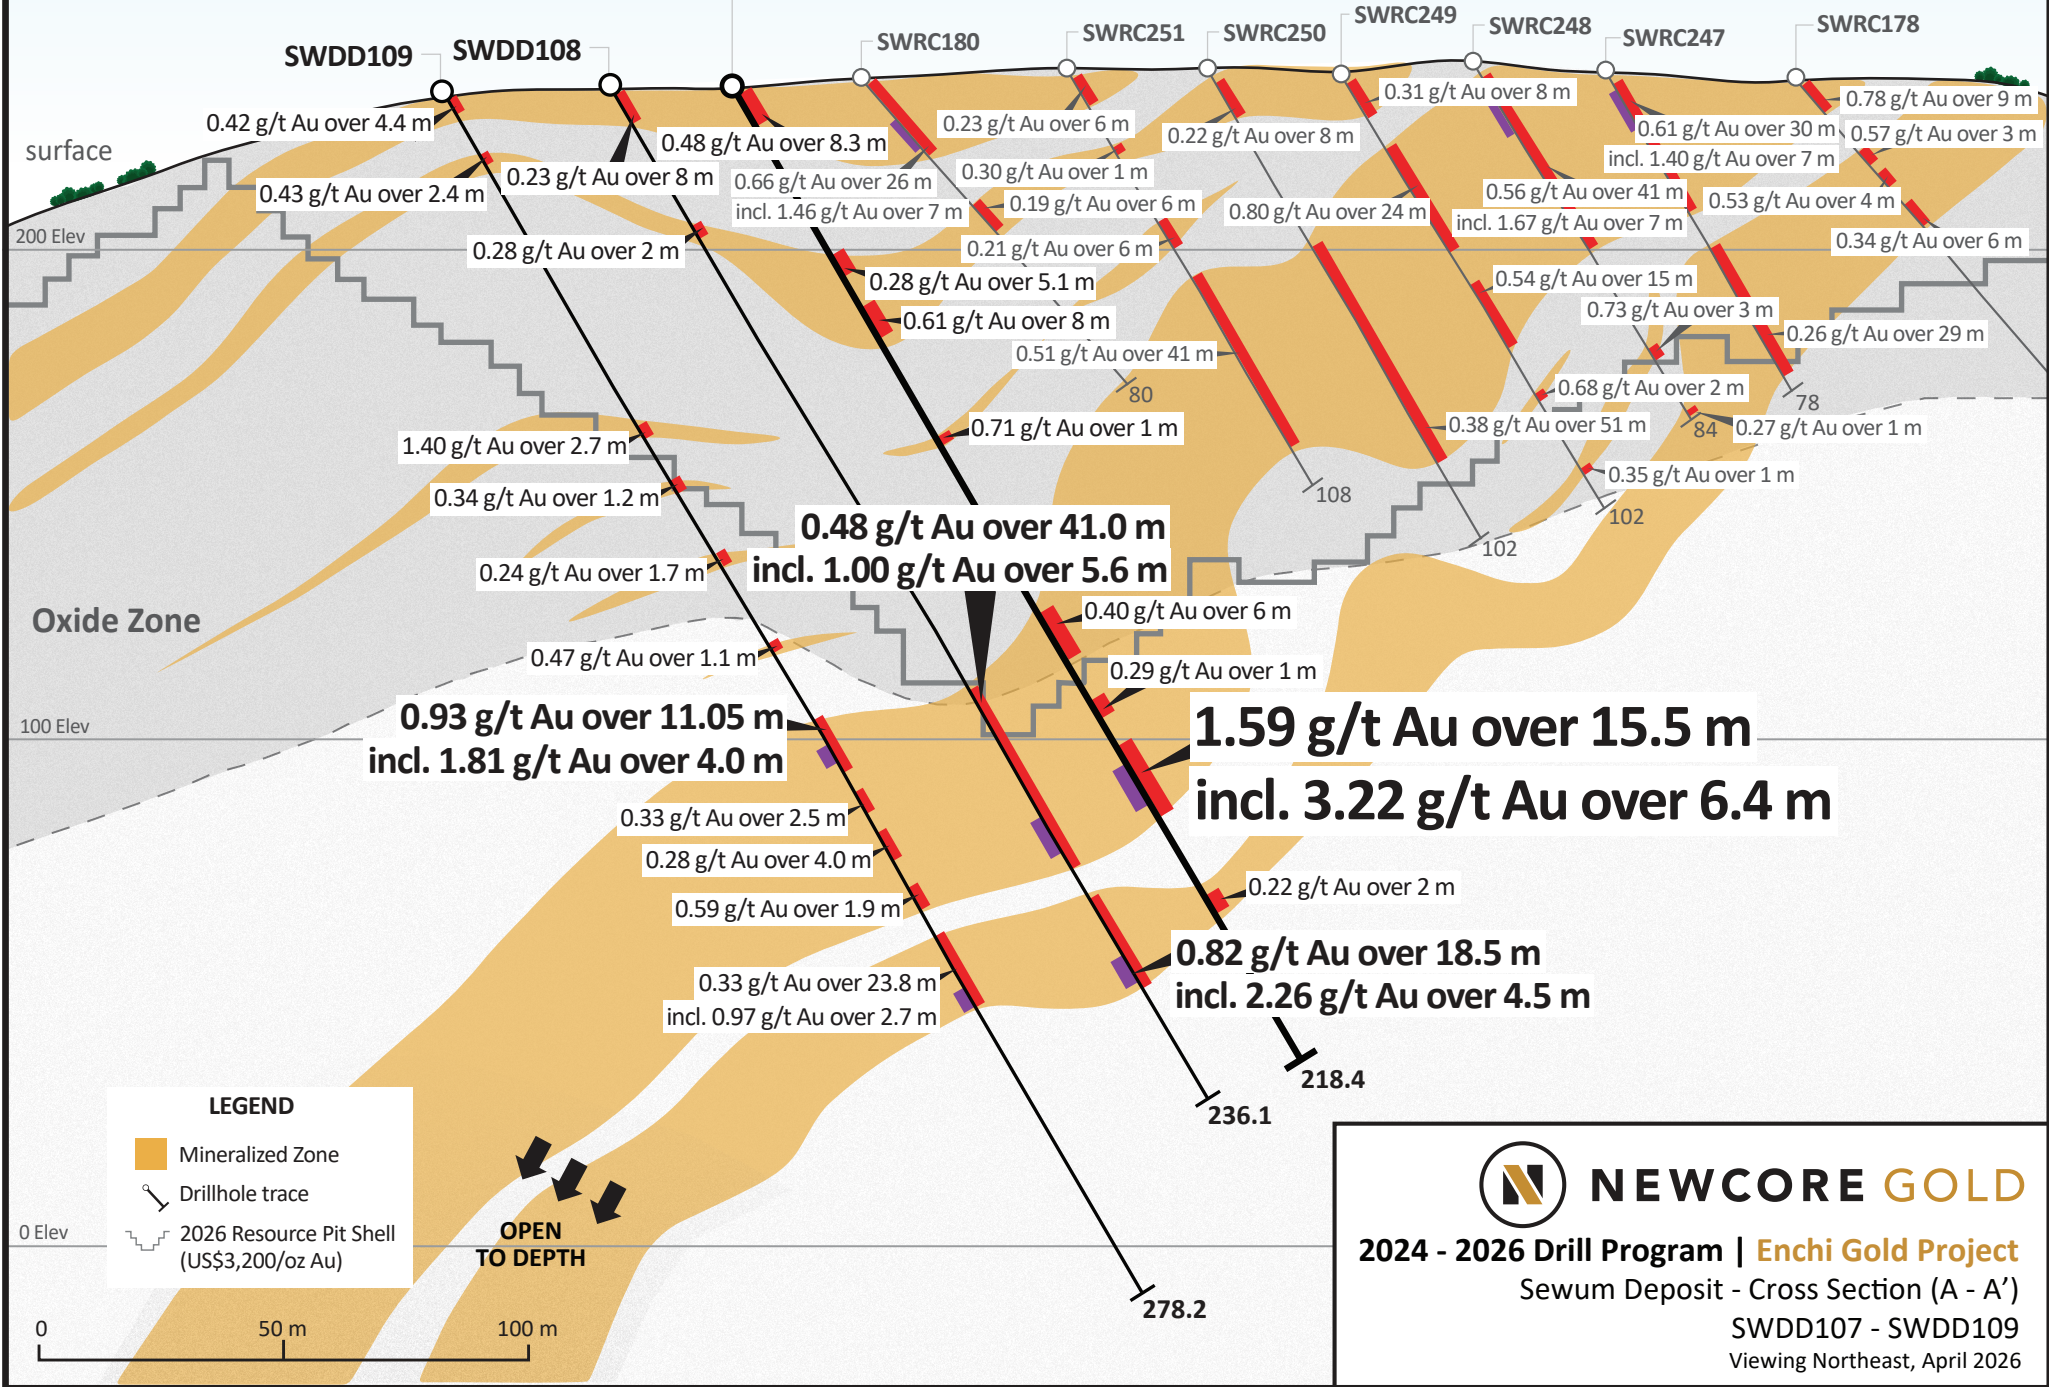 SWDD109
SWDD108
SWRC180
SWRC251
SWRC250
SWRC249
SWRC248
SWRC247
SWRC178
surface
0.42 g/t Au over 4.4 m
0.43 g/t Au over 2.4 m
0.23 g/t Au over 8 m
0.28 g/t Au over 2 m
0.48 g/t Au over 8.3 m
0.66 g/t Au over 26 m
incl. 1.46 g/t Au over 7 m
0.23 g/t Au over 6 m
0.30 g/t Au over 1 m
0.19 g/t Au over 6 m
0.21 g/t Au over 6 m
0.22 g/t Au over 8 m
0.31 g/t Au over 8 m
0.80 g/t Au over 24 m
0.56 g/t Au over 41 m
incl. 1.67 g/t Au over 7 m
0.61 g/t Au over 30 m
incl. 1.40 g/t Au over 7 m
0.78 g/t Au over 9 m
0.57 g/t Au over 3 m
0.53 g/t Au over 4 m
0.34 g/t Au over 6 m
200 Elev
0.28 g/t Au over 5.1 m
0.61 g/t Au over 8 m
0.51 g/t Au over 41 m
0.54 g/t Au over 15 m
0.73 g/t Au over 3 m
0.26 g/t Au over 29 m
80
0.68 g/t Au over 2 m
78
0.71 g/t Au over 1 m
0.38 g/t Au over 51 m
84
0.27 g/t Au over 1 m
1.40 g/t Au over 2.7 m
0.34 g/t Au over 1.2 m
108
0.35 g/t Au over 1 m
102
102
0.48 g/t Au over 41.0 m
incl. 1.00 g/t Au over 5.6 m
0.24 g/t Au over 1.7 m
Oxide Zone
0.40 g/t Au over 6 m
0.47 g/t Au over 1.1 m
0.29 g/t Au over 1 m
100 Elev
0.93 g/t Au over 11.05 m
incl. 1.81 g/t Au over 4.0 m
1.59 g/t Au over 15.5 m
incl. 3.22 g/t Au over 6.4 m
0.33 g/t Au over 2.5 m
0.28 g/t Au over 4.0 m
0.59 g/t Au over 1.9 m
0.22 g/t Au over 2 m
0.82 g/t Au over 18.5 m
incl. 2.26 g/t Au over 4.5 m
0.33 g/t Au over 23.8 m
incl. 0.97 g/t Au over 2.7 m
218.4
236.1
278.2
LEGEND
Mineralized Zone
Drillhole trace
2026 Resource Pit Shell
(US$3,200/oz Au)
0 Elev
OPEN
TO DEPTH
0
50 m
100 m
NEWCORE GOLD
2024 - 2026 Drill Program | Enchi Gold Project
Sewum Deposit - Cross Section (A - A')
SWDD107 - SWDD109
Viewing Northeast, April 2026